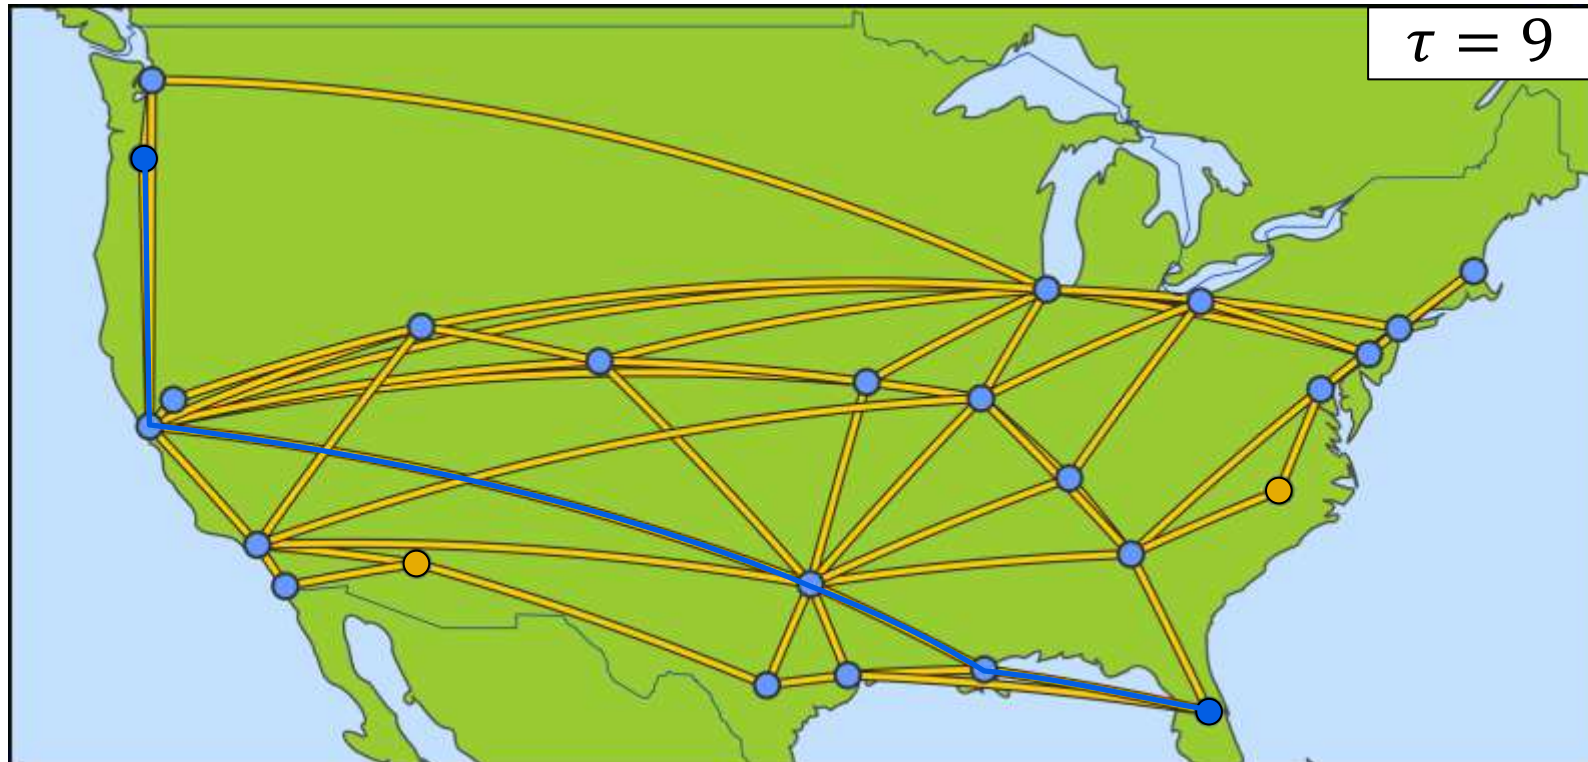 τ = 9